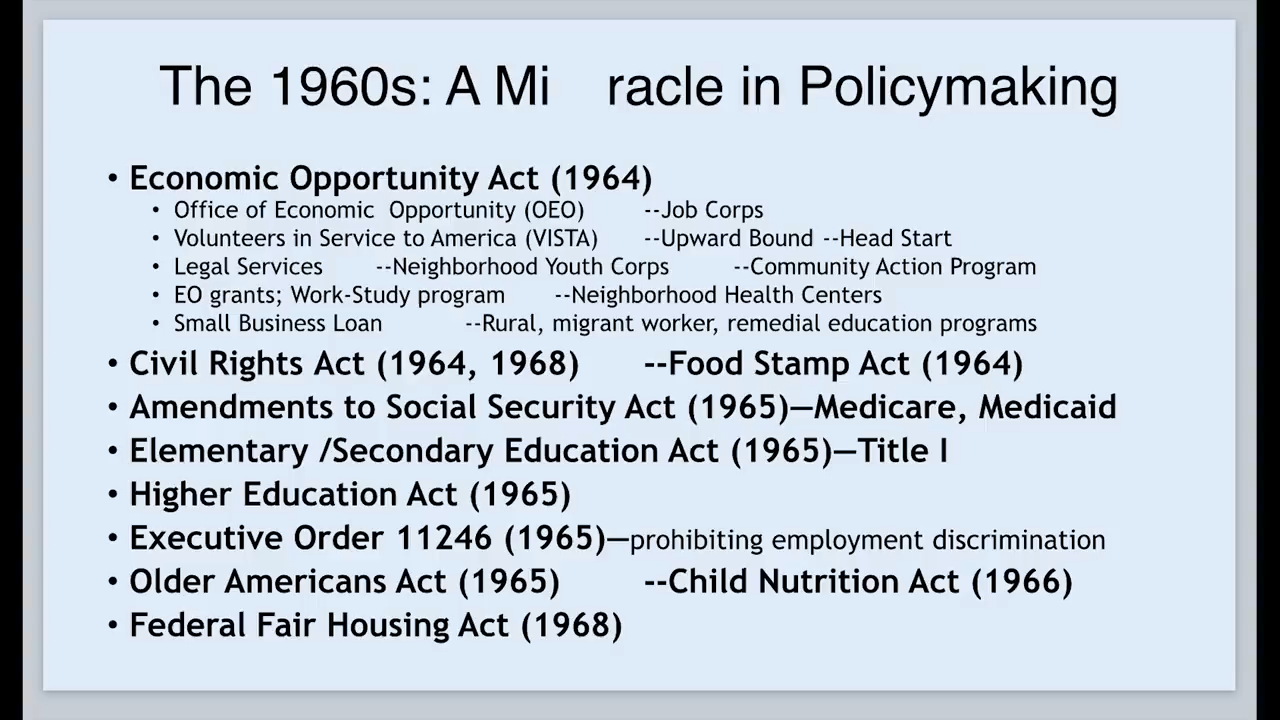 The 1960s: A Mi racle in Policymaking
• Economic Opportunity Act (1964)
• Office of Economic Opportunity (OEO) --Job Corps
• Volunteers in Service to America (VISTA) --Upward Bound --Head Start
• Legal Services --Neighborhood Youth Corps --Community Action Program
• EO grants; Work-Study program --Neighborhood Health Centers
• Small Business Loan --Rural, migrant worker, remedial education programs
• Civil Rights Act (1964, 1968) --Food Stamp Act (1964)
• Amendments to Social Security Act (1965)—Medicare, Medicaid
• Elementary /Secondary Education Act (1965)—Title I
• Higher Education Act (1965)
• Executive Order 11246 (1965)—prohibiting employment discrimination
• Older Americans Act (1965) --Child Nutrition Act (1966)
• Federal Fair Housing Act (1968)